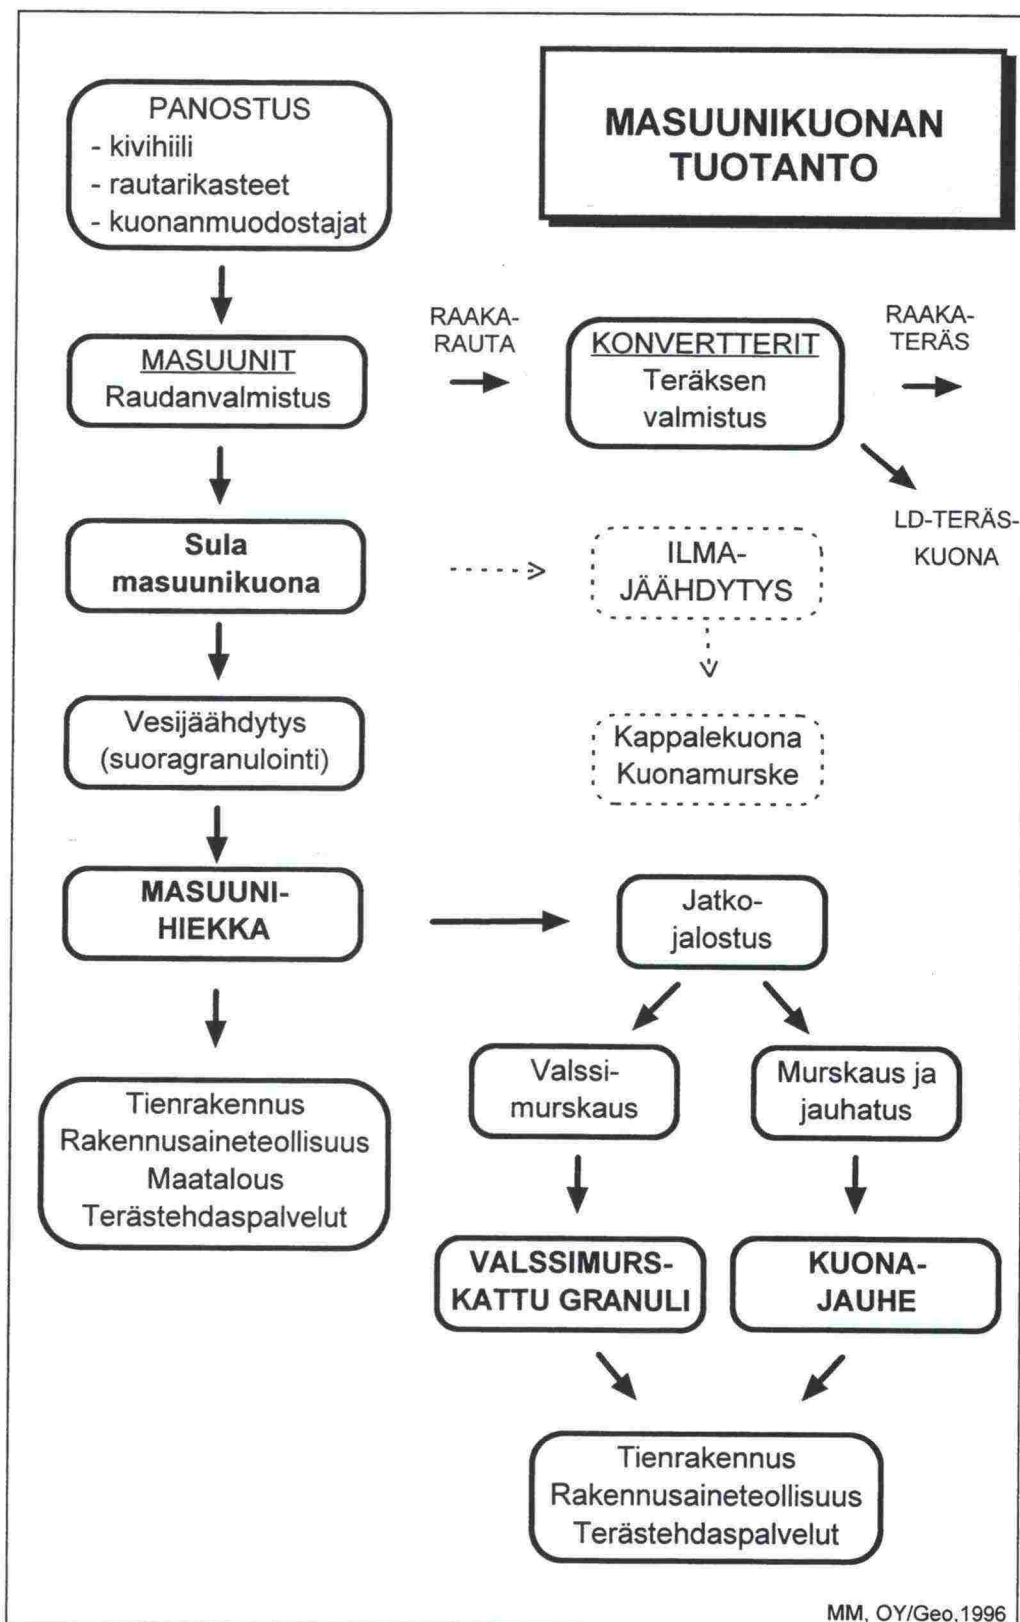 MASUUNIKUONAN
TUOTANTO
PANOSTUS
- kivihiili
- rautarikasteet
- kuonanmuodostajat
MASUUNIT
Raudanvalmistus
RAAKA-
RAUTA
KONVERTTERIT
Teräksen
valmistus
RAAKA-
TERÄS
LD-TERÄS-
KUONA
Sula
masuunikuona
ILMA-
JÄÄHDYTYS
Vesijäähdytys
(suoragranulointi)
Kappalekuona
Kuonamurske
MASUUNI-
HIEKKA
Jatko-
jalostus
Tienrakennus
Rakennusaineteollisuus
Maatalous
Terästehdaspalvelut
Valssi-
murskaus
Murskaus ja
jauhatus
VALSSIMURS-
KATTU GRANULI
KUONA-
JAUHE
Tienrakennus
Rakennusaineteollisuus
Terästehdaspalvelut
MM, OY/Geo.1996